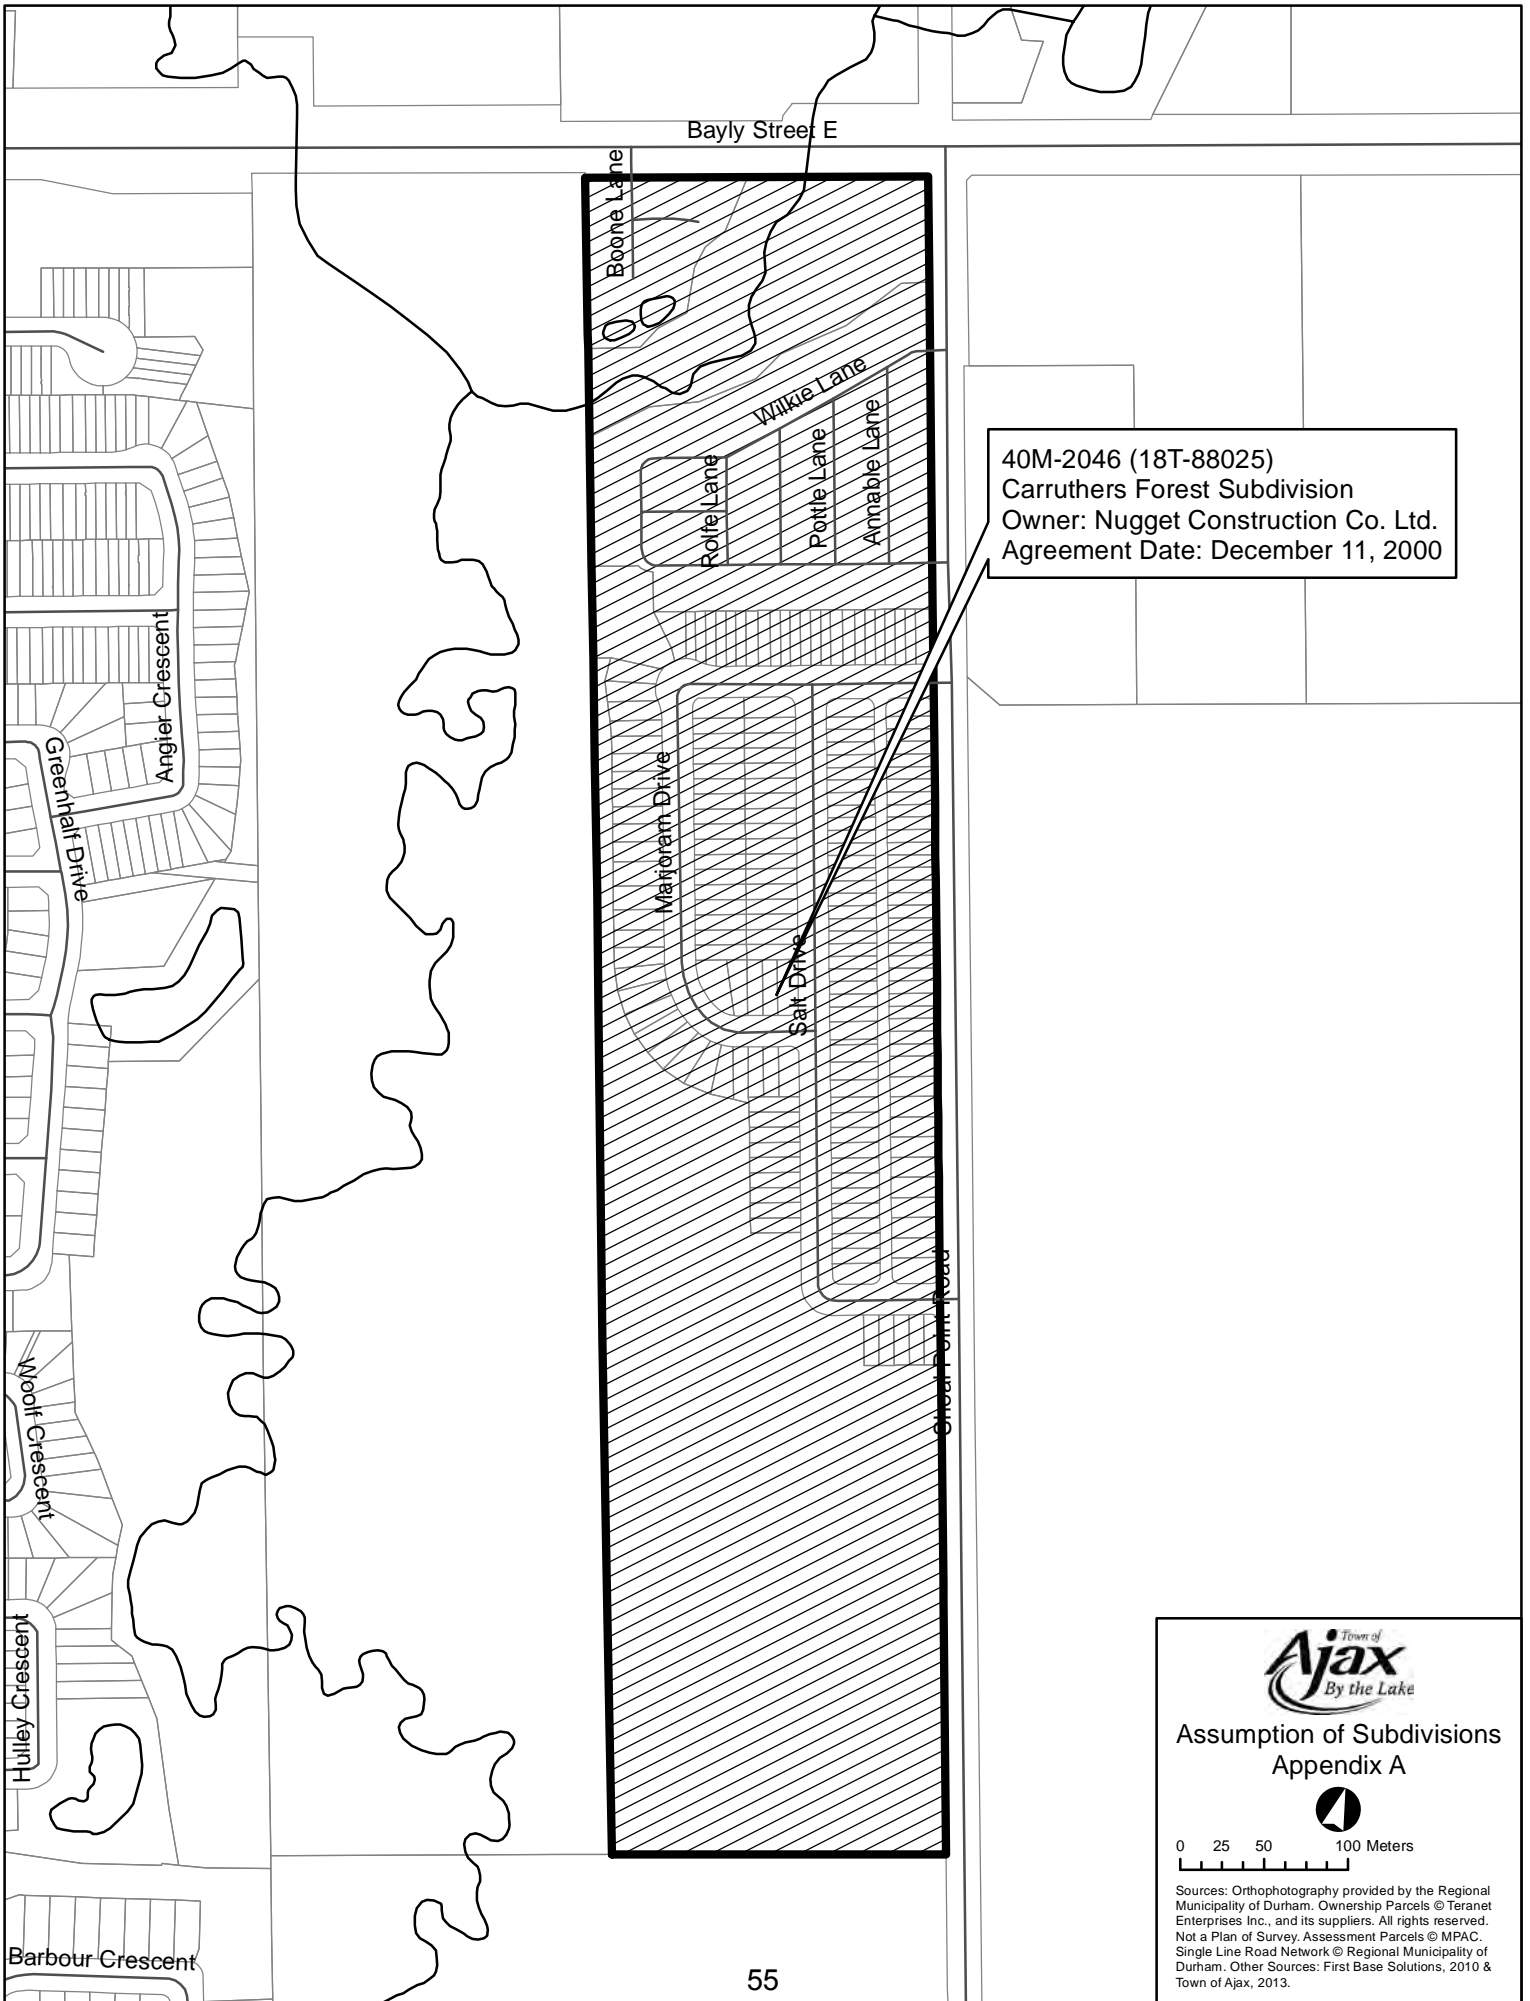 Bayly Street E
Boone Lane
Wilkie Lane
Rolfe Lane
Pottle Lane
Annable Lane
40M-2046 (18T-88025)
Carruthers Forest Subdivision
Owner: Nugget Construction Co. Ltd.
Agreement Date: December 11, 2000
Angier Crescent
Greenhalf Drive
Marjoram Drive
Salt Drive
Shoal Point Road
Woolf Crescent
Hulley Crescent
Barbour Crescent
Town of
Ajax
By the Lake
Assumption of Subdivisions
Appendix A
0 25 50 100 Meters
Sources: Orthophotography provided by the Regional
Municipality of Durham. Ownership Parcels © Teranet
Enterprises Inc., and its suppliers. All rights reserved.
Not a Plan of Survey. Assessment Parcels © MPAC.
Single Line Road Network © Regional Municipality of
Durham. Other Sources: First Base Solutions, 2010 &
Town of Ajax, 2013.
55